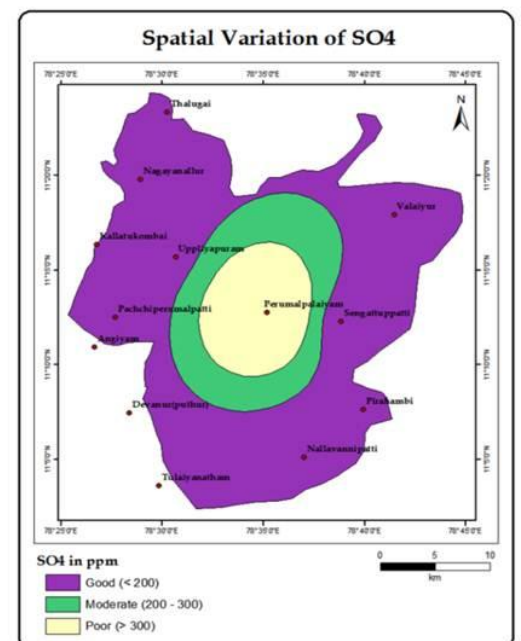 Spatial Variation of SO4
78°25'0"E 78°30'0"E 78°35'0"E 78°40'0"E 78°45'0"E
N
Thalugai
Nagayanallur
Valaiyur
Kallatukombai
Uppliyapuram
Perumalpalaiyam
Pachchiperumalpatti
Sengattuppatti
Angiyam
Devanur(puthur)
Pirahambi
Nallavannipatti
Tulaiyanatham
78°25'0"E 78°30'0"E 78°35'0"E 78°40'0"E 78°45'0"E
SO4 in ppm
Good (< 200)
Moderate (200 - 300)
Poor (> 300)
0 5 10
km